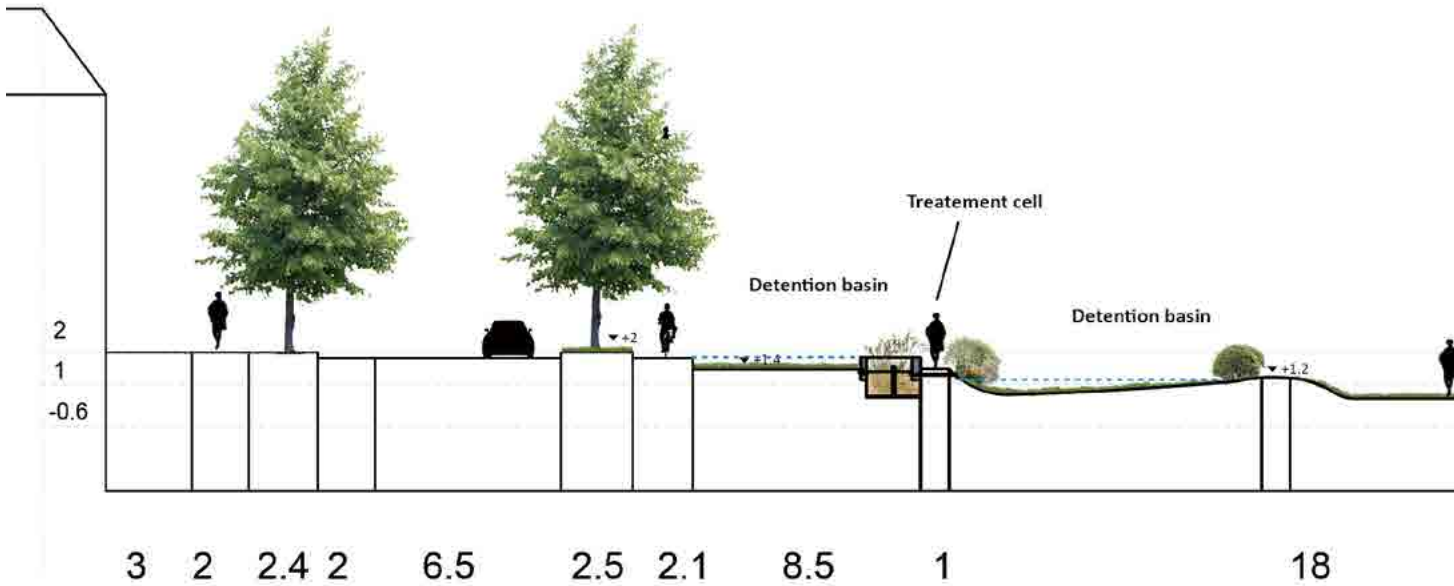 Treatement cell
Detention basin
Detention basin
2
+2
1
+1.4
+1.2
-0.6
3 2 2.4 2 6.5 2.5 2.1 8.5 1 18